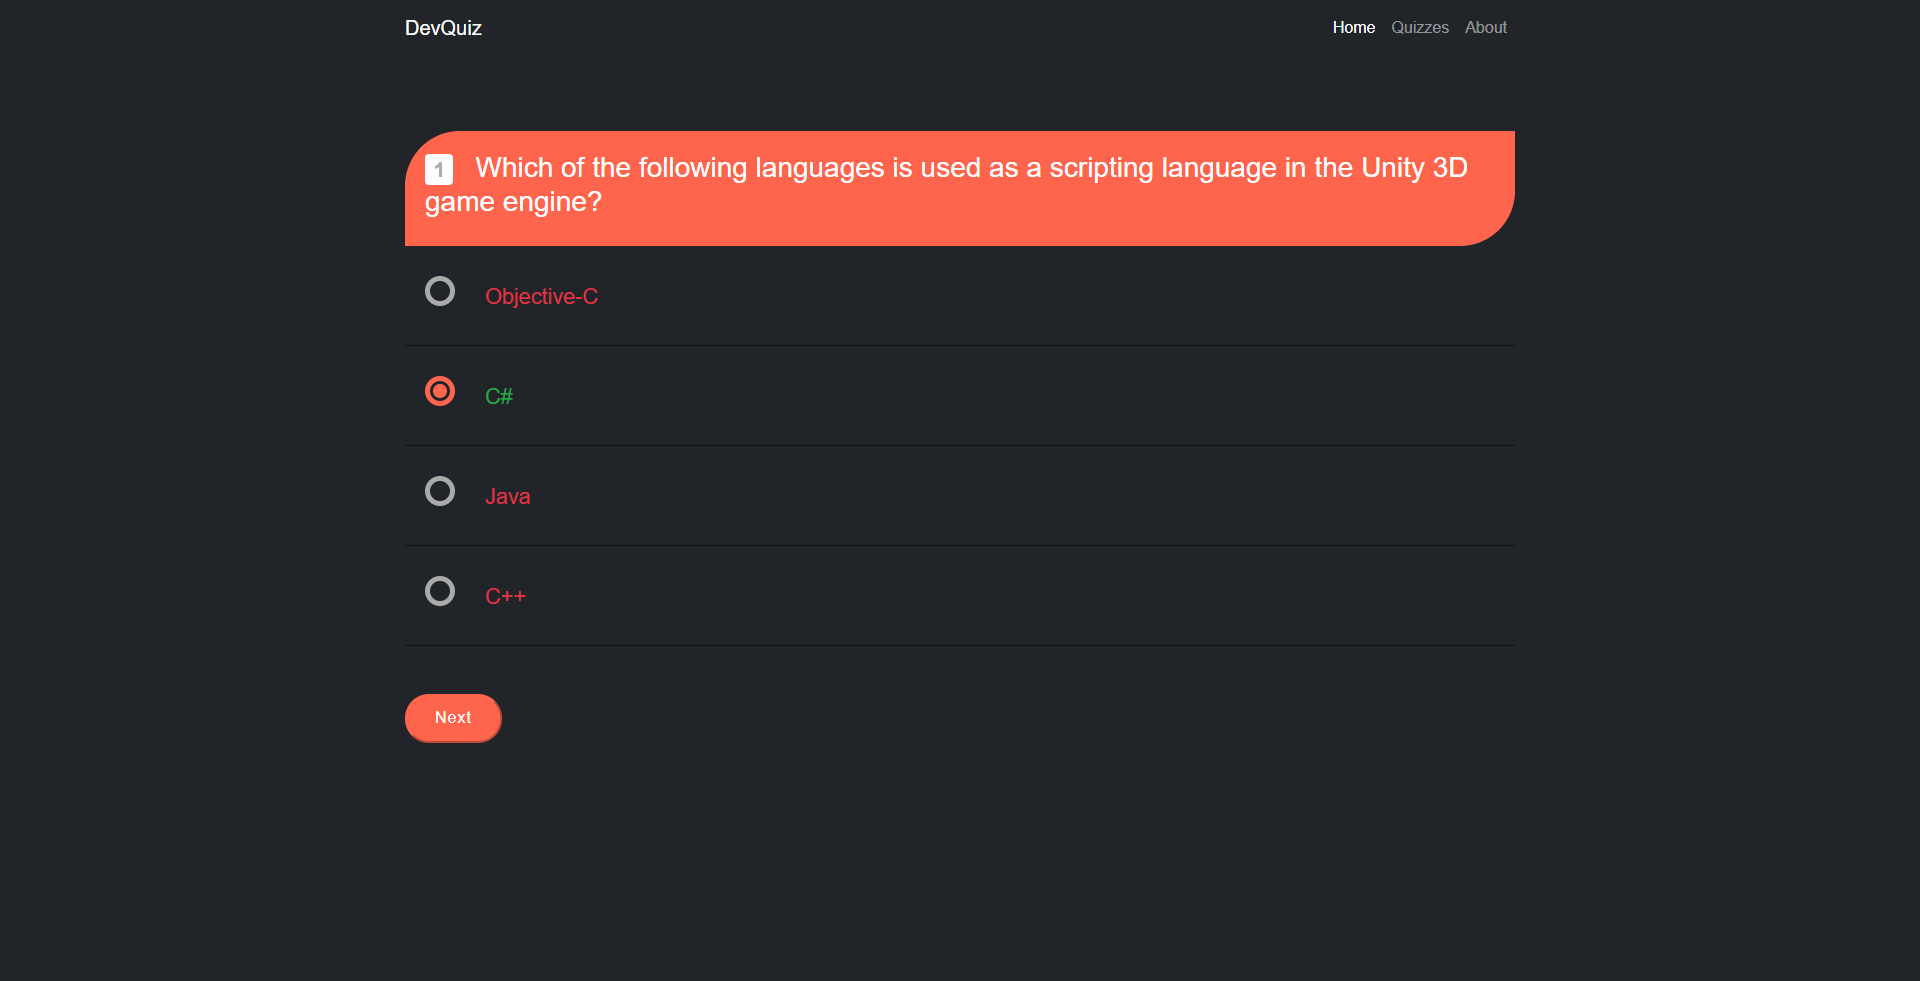 DevQuiz
Home Quizzes About
1 Which of the following languages is used as a scripting language in the Unity 3D
game engine?
Objective-C
C#
Java
C++
Next